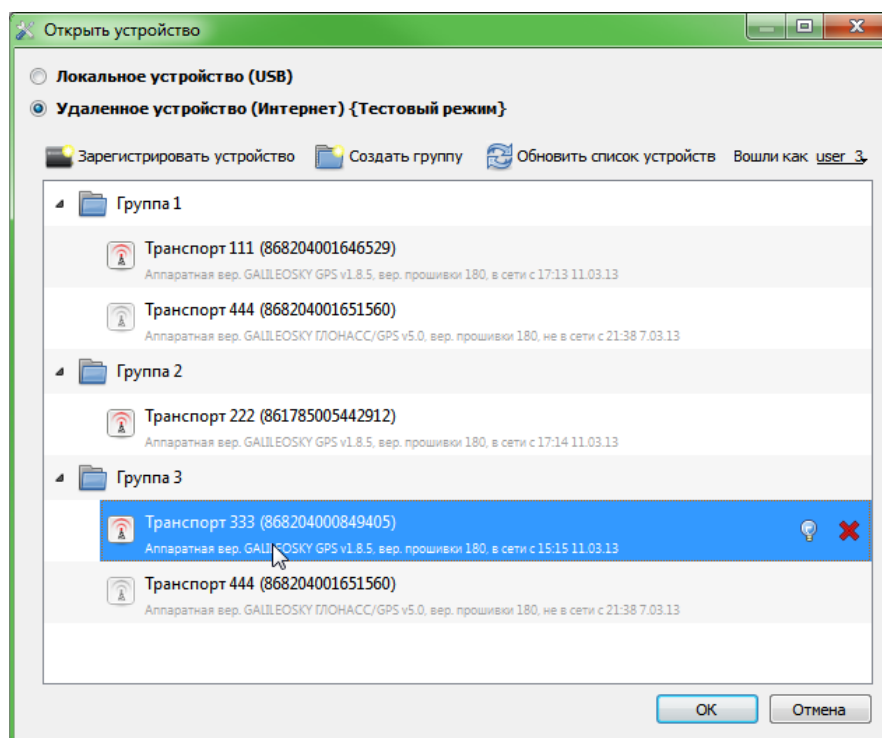 Открыть устройство
Локальное устройство (USB)
Удаленное устройство (Интернет) {Тестовый режим}
Зарегистрировать устройство Создать группу Обновить список устройств Вошли как user_3
Группа 1
Транспорт 111 (868204001646529)
Аппаратная вер. GALILEOSKY GPS v1.8.5, вер. прошивки 180, в сети с 17:13 11.03.13
Транспорт 444 (868204001651560)
Аппаратная вер. GALILEOSKY ГЛОНАСС/GPS v5.0, вер. прошивки 180, не в сети с 21:38 7.03.13
Группа 2
Транспорт 222 (861785005442912)
Аппаратная вер. GALILEOSKY GPS v1.8.5, вер. прошивки 180, в сети с 17:14 11.03.13
Группа 3
Транспорт 333 (868204000849405)
Аппаратная вер. GALILEOSKY GPS v1.8.5, вер. прошивки 180, в сети с 15:15 11.03.13
Транспорт 444 (868204001651560)
Аппаратная вер. GALILEOSKY ГЛОНАСС/GPS v5.0, вер. прошивки 180, не в сети с 21:38 7.03.13
OK Отмена